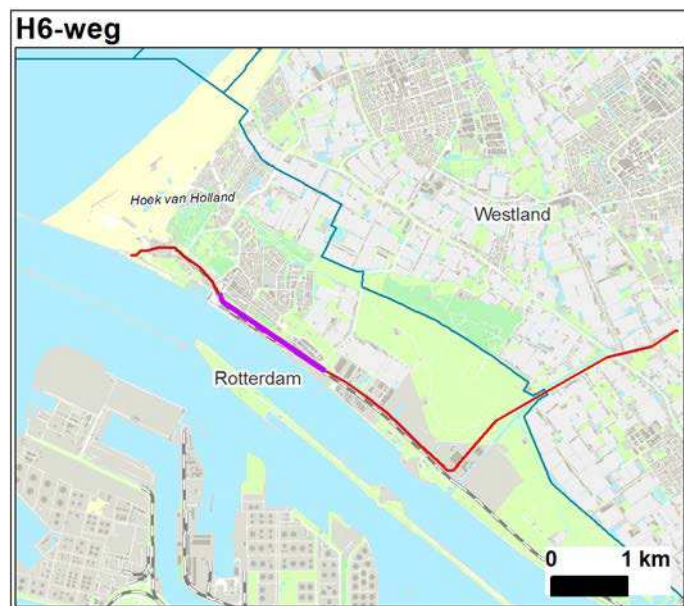 H6-weg
Hoek van Holland
Westland
Rotterdam
0 1 km